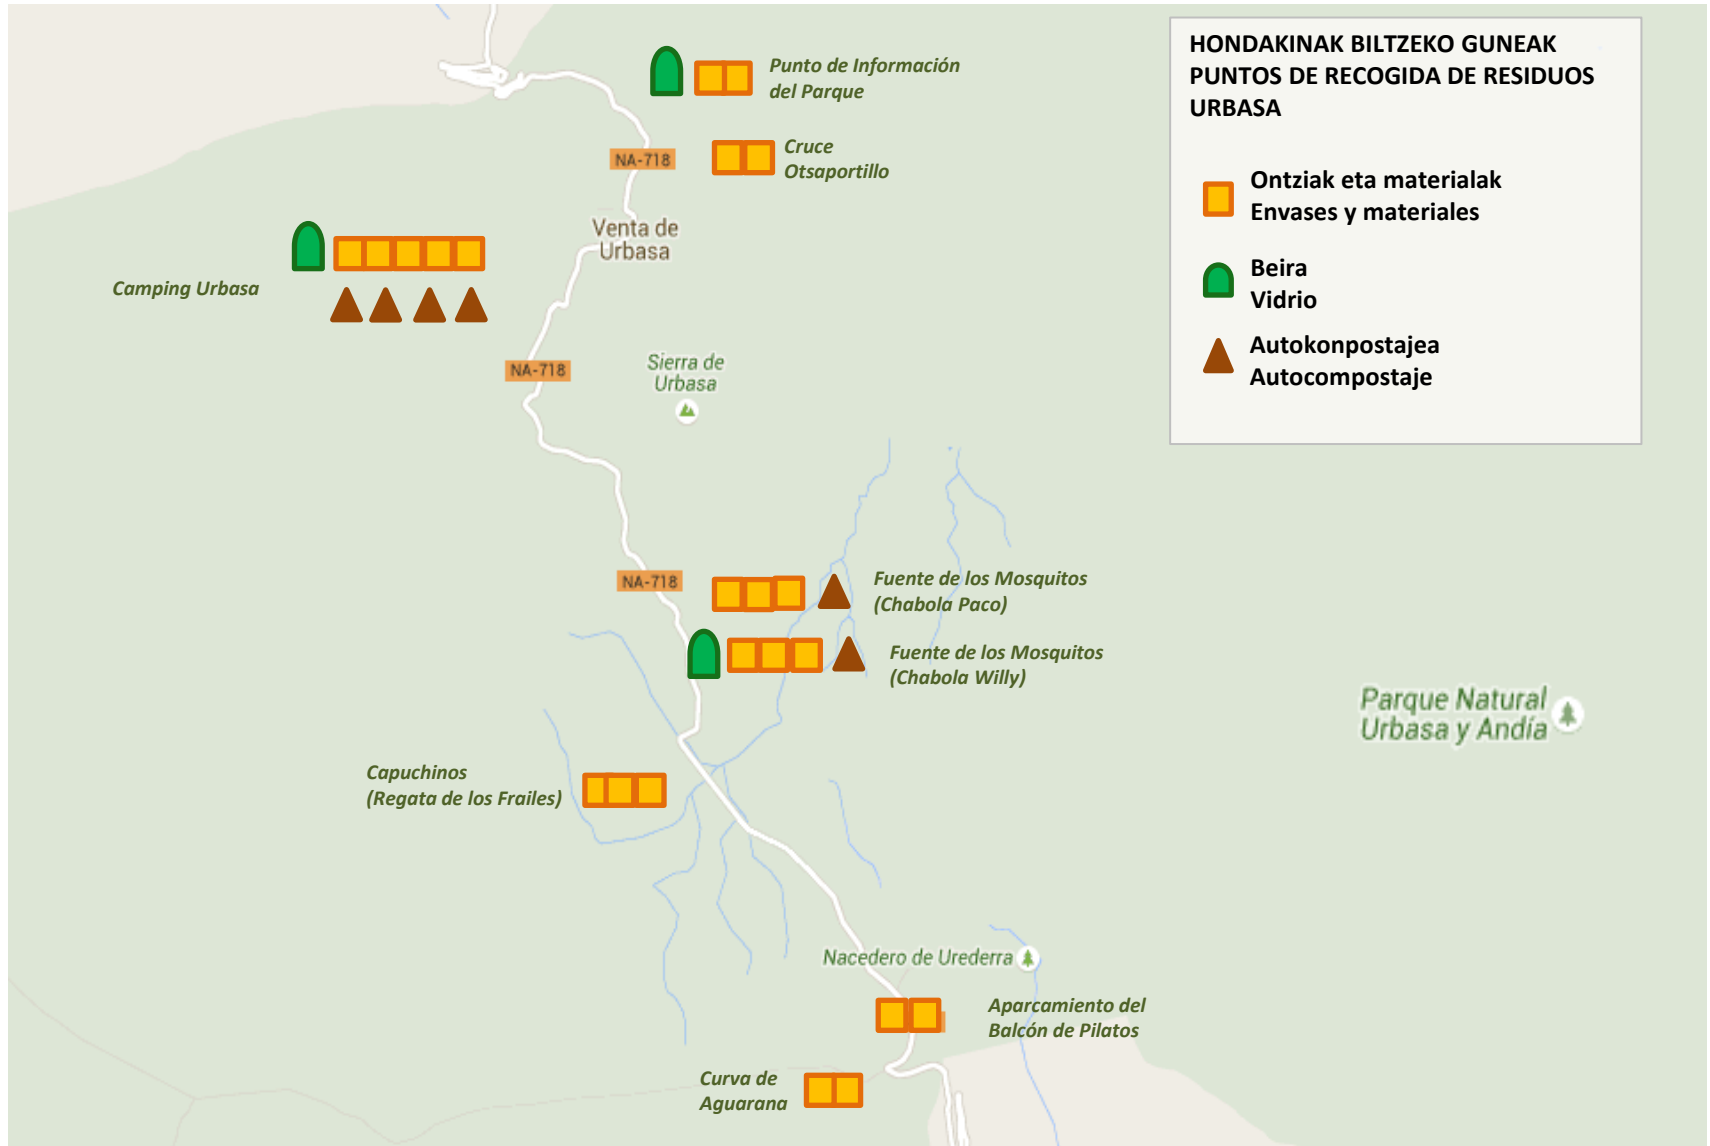 HONDAKINAK BILTZEKO GUNEAK
PUNTOS DE RECOGIDA DE RESIDUOS
URBASA
Ontziak eta materialak
Envases y materiales
Beira
Vidrio
Autokonpostajea
Autocompostaje
Punto de Información
del Parque
NA-718
Cruce
Otsaportillo
Venta de
Urbasa
Camping Urbasa
NA-718
Sierra de
Urbasa
NA-718
Fuente de los Mosquitos
(Chabola Paco)
Fuente de los Mosquitos
(Chabola Willy)
Parque Natural
Urbasa y Andía
Capuchinos
(Regata de los Frailes)
Nacedero de Urederra
Aparcamiento del
Balcón de Pilatos
Curva de
Aguarana